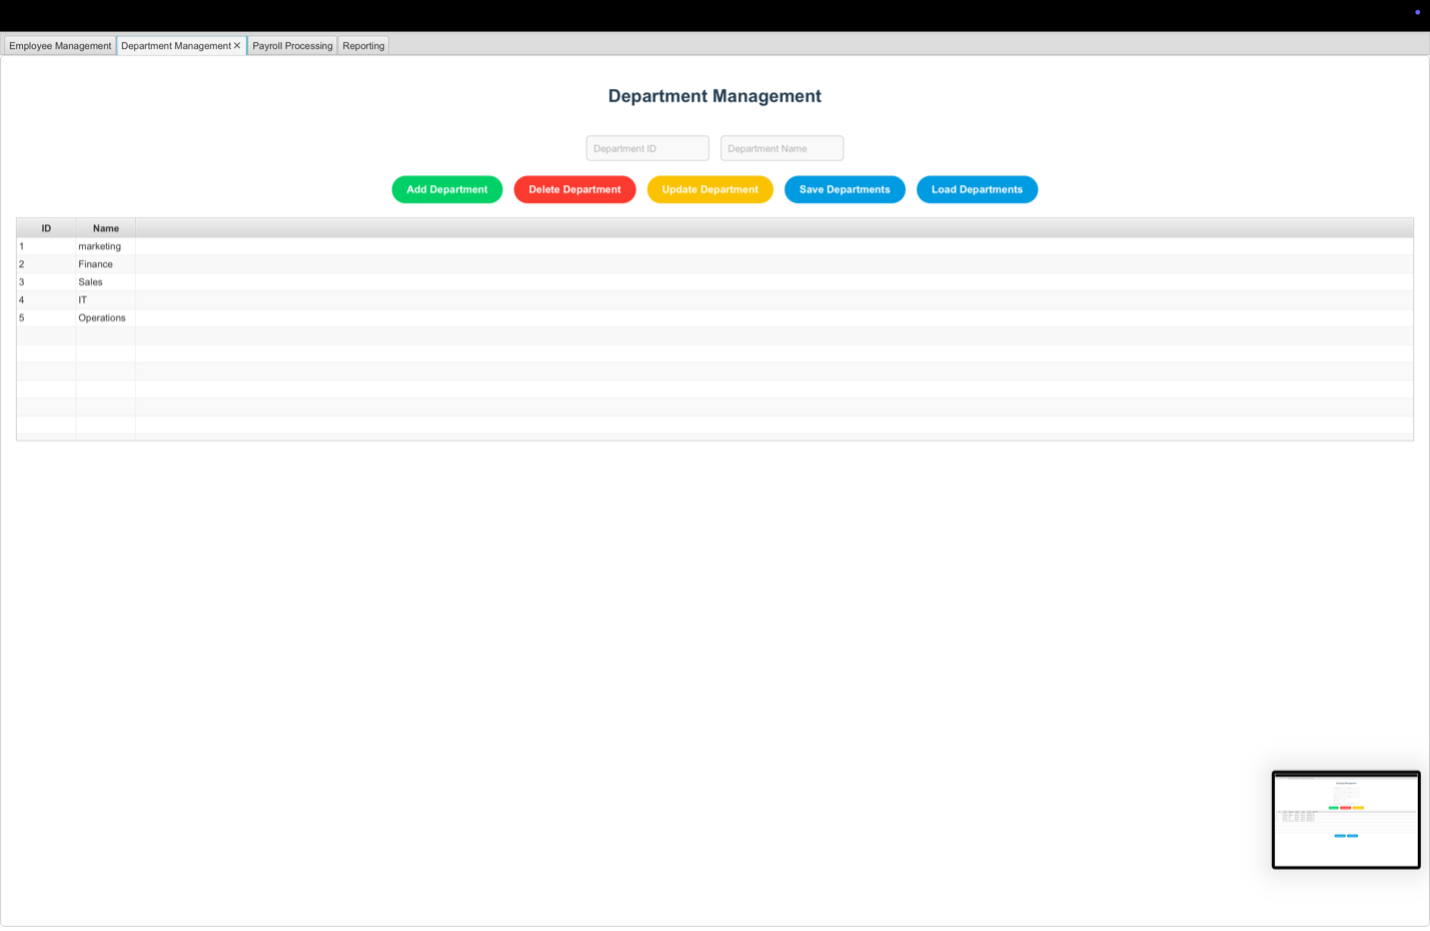 Employee Management Department Management ✕ Payroll Processing Reporting
Department Management
Department ID Department Name
Add Department Delete Department Update Department Save Departments Load Departments
ID Name
1 marketing
2 Finance
3 Sales
4 IT
5 Operations